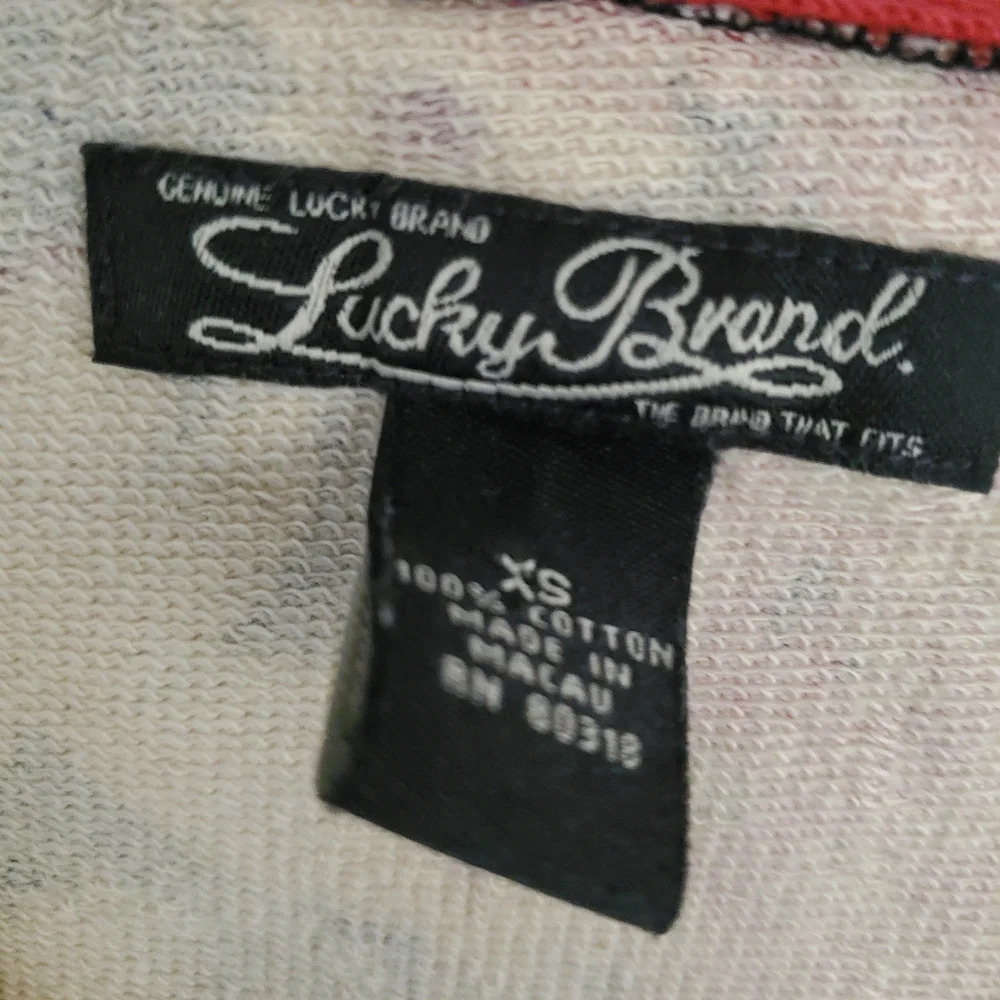 GENUINE LUCKY BRAND
Lucky Brand.
THE BRAND THAT FITS
XS
100% COTTON
MADE IN
MACAU
RN 80318